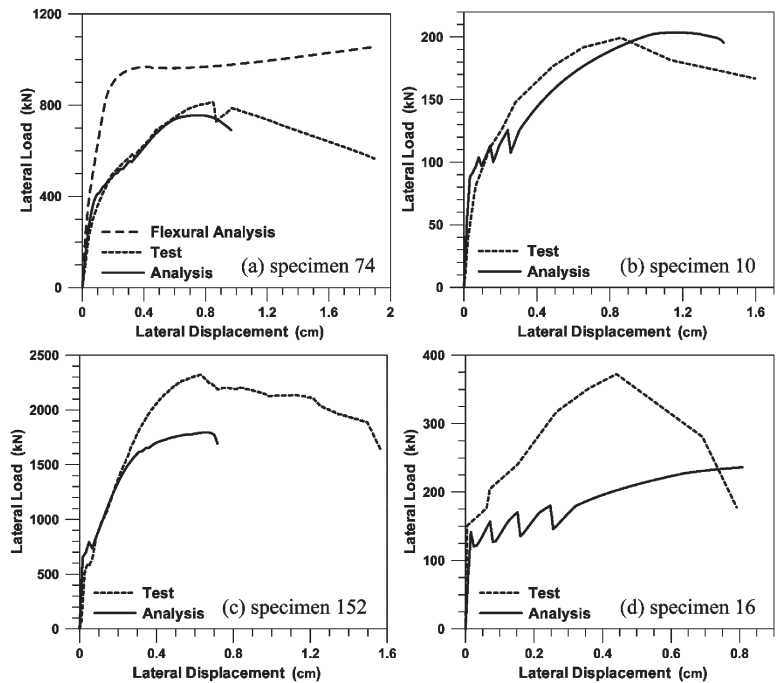 1200
800
400
0
Lateral Load (kN)
Flexural Analysis
Test
Analysis
(a) specimen 74
0 0.4 0.8 1.2 1.6 2
Lateral Displacement (cm)
200
150
100
50
0
Lateral Load (kN)
Test
Analysis
(b) specimen 10
0 0.4 0.8 1.2 1.6
Lateral Displacement (cm)
2500
2000
1500
1000
500
0
Lateral Load (kN)
Test
Analysis
(c) specimen 152
0 0.4 0.8 1.2 1.6
Lateral Displacement (cm)
400
300
200
100
0
Lateral Load (kN)
Test
Analysis
(d) specimen 16
0 0.2 0.4 0.6 0.8
Lateral Displacement (cm)